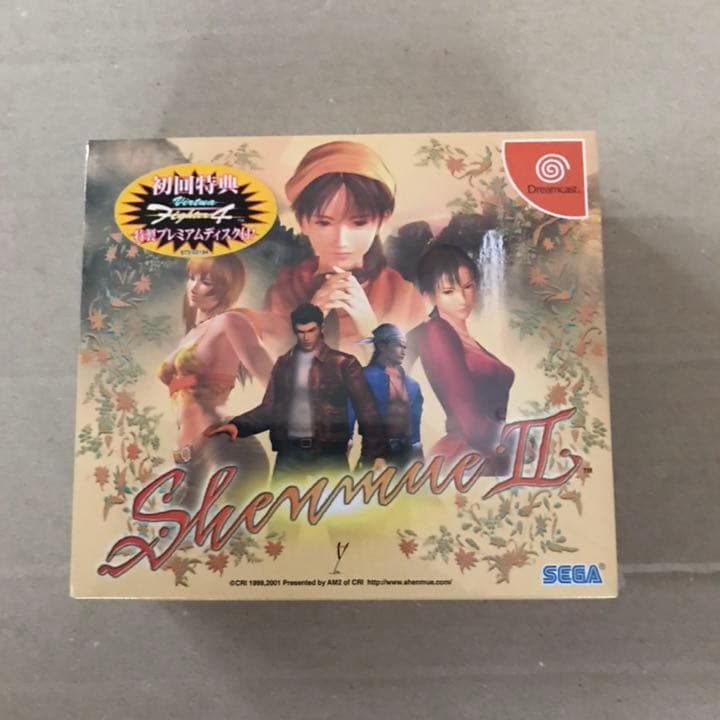 初回特典
Virtua
Fighter 4
特製プレミアムディスク付
Dreamcast
Shenmue II
TM
©CRI 1999,2001 Presented by AM2 of CRI http://www.shenmue.com/
SEGA